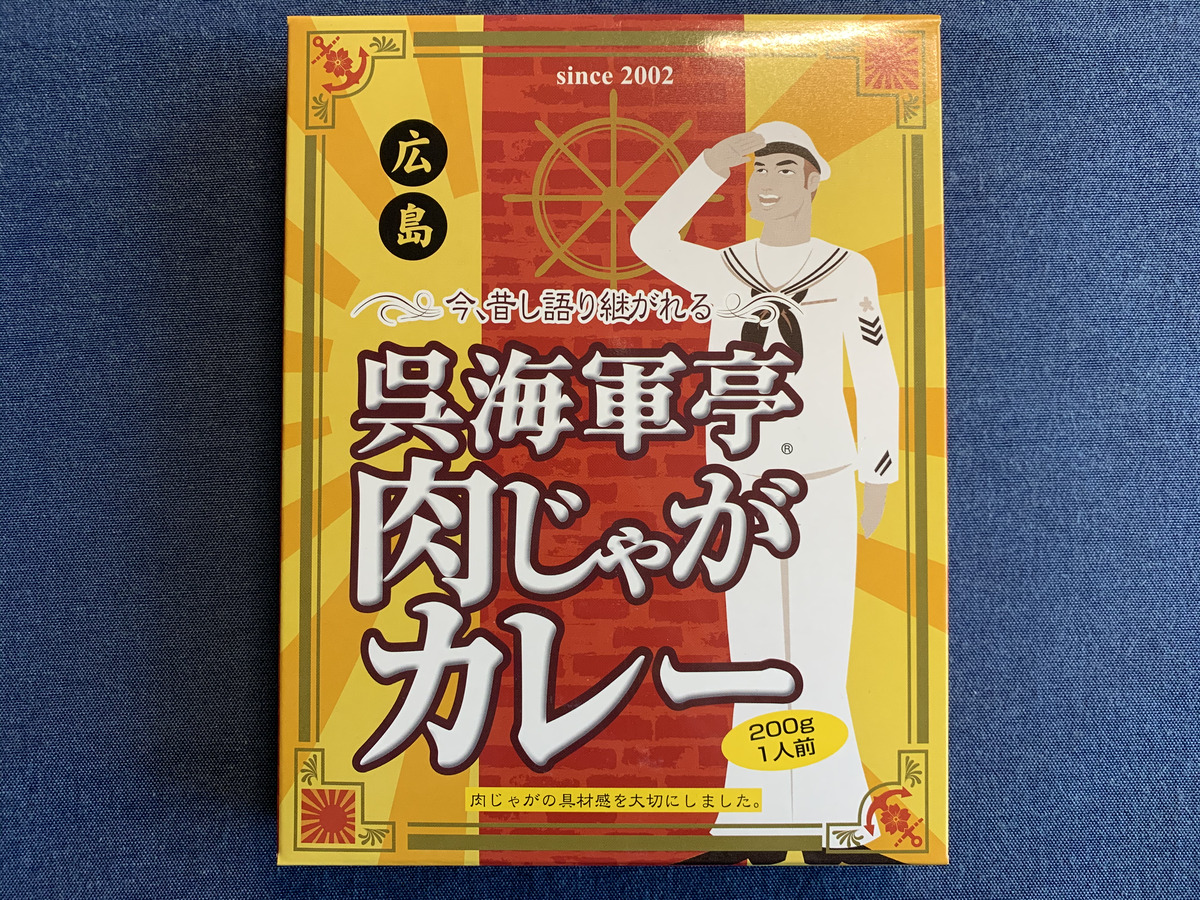 since 2002
広島
今、昔し語り継がれる
呉海軍亭®
肉じゃが
カレー
200g
1人前
肉じゃがの具材感を大切にしました。